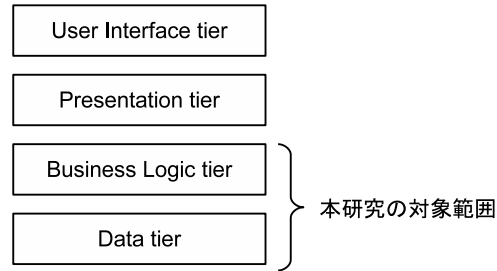 User Interface tier
Presentation tier
Business Logic tier
本研究の対象範囲
Data tier